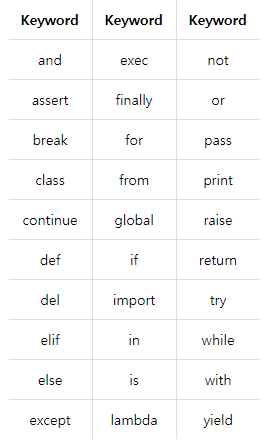 Keyword Keyword Keyword
and exec not
assert finally or
break for pass
class from print
continue global raise
def if return
del import try
elif in while
else is with
except lambda yield